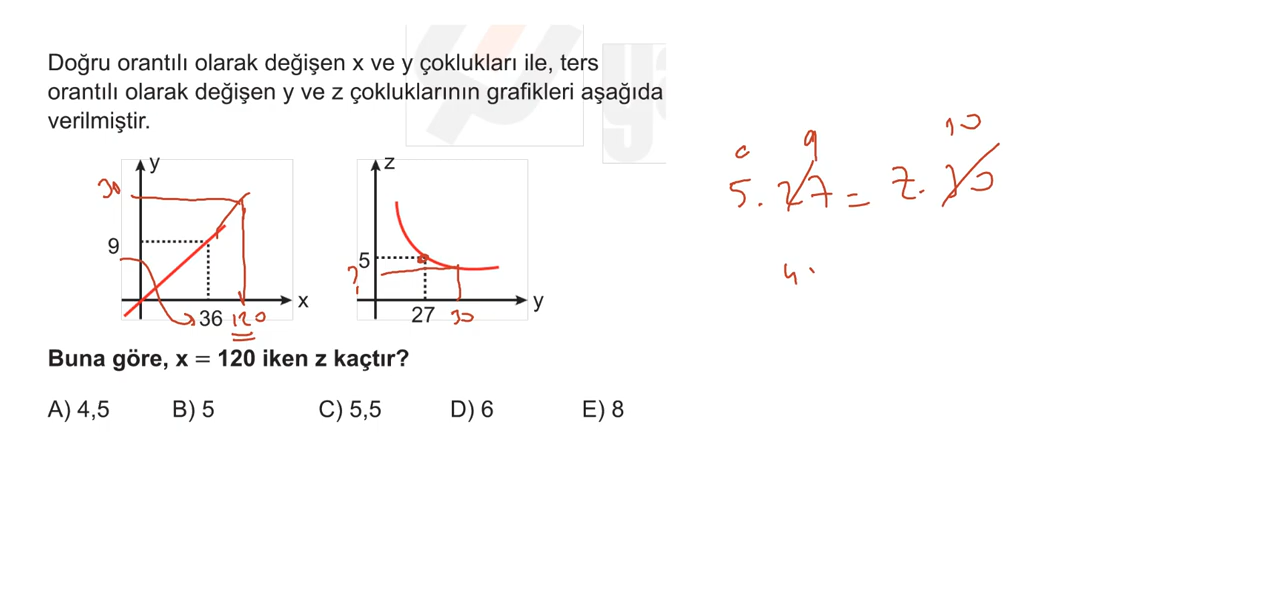 Doğru orantılı olarak değişen x ve y çoklukları ile, ters
orantılı olarak değişen y ve z çokluklarının grafikleri aşağıda
verilmiştir.
y
30
9
36 120
x
z
5
?
27 30
y
9 10
5. 27 = z. 30
4.
Buna göre, x = 120 iken z kaçtır?
A) 4,5 B) 5 C) 5,5 D) 6 E) 8